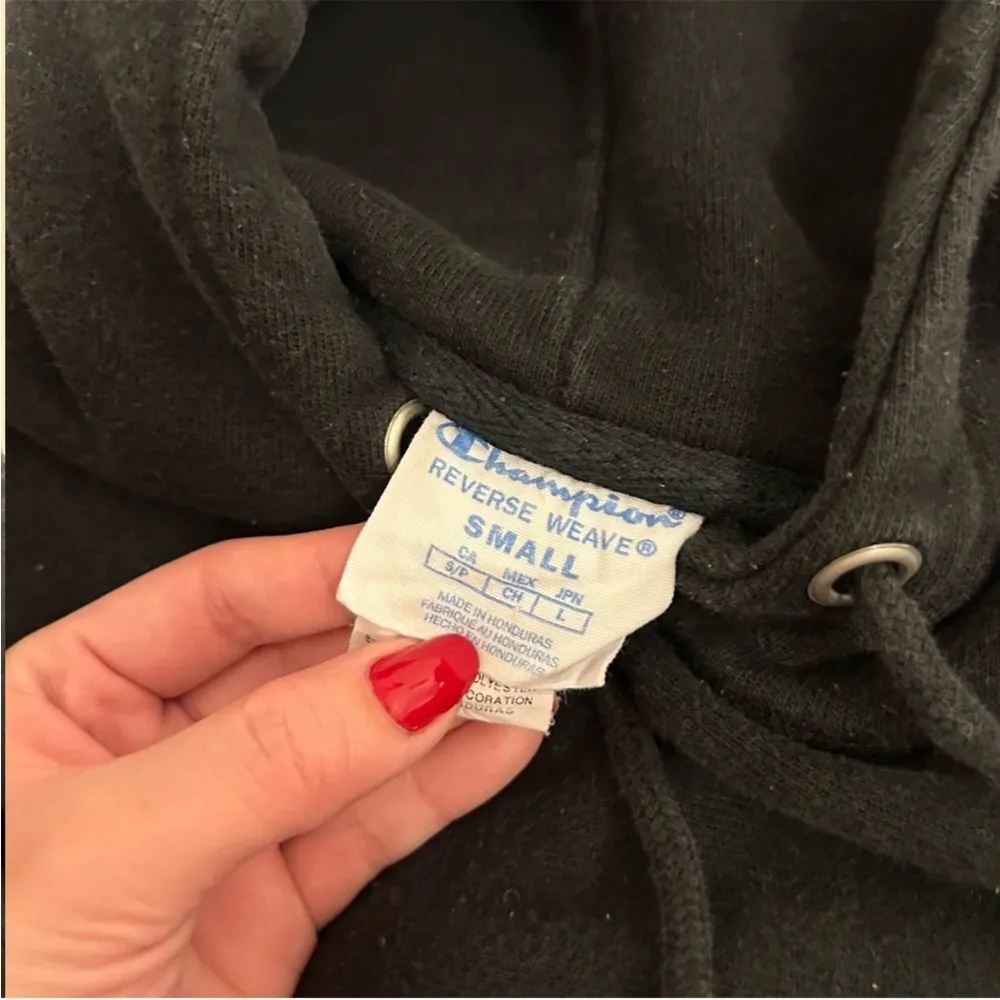 Champion®
REVERSE WEAVE®
SMALL
CA MEX JPN
S/P CH L
MADE IN HONDURAS
FABRIQUÉ AU HONDURAS
HECHO EN HONDURAS